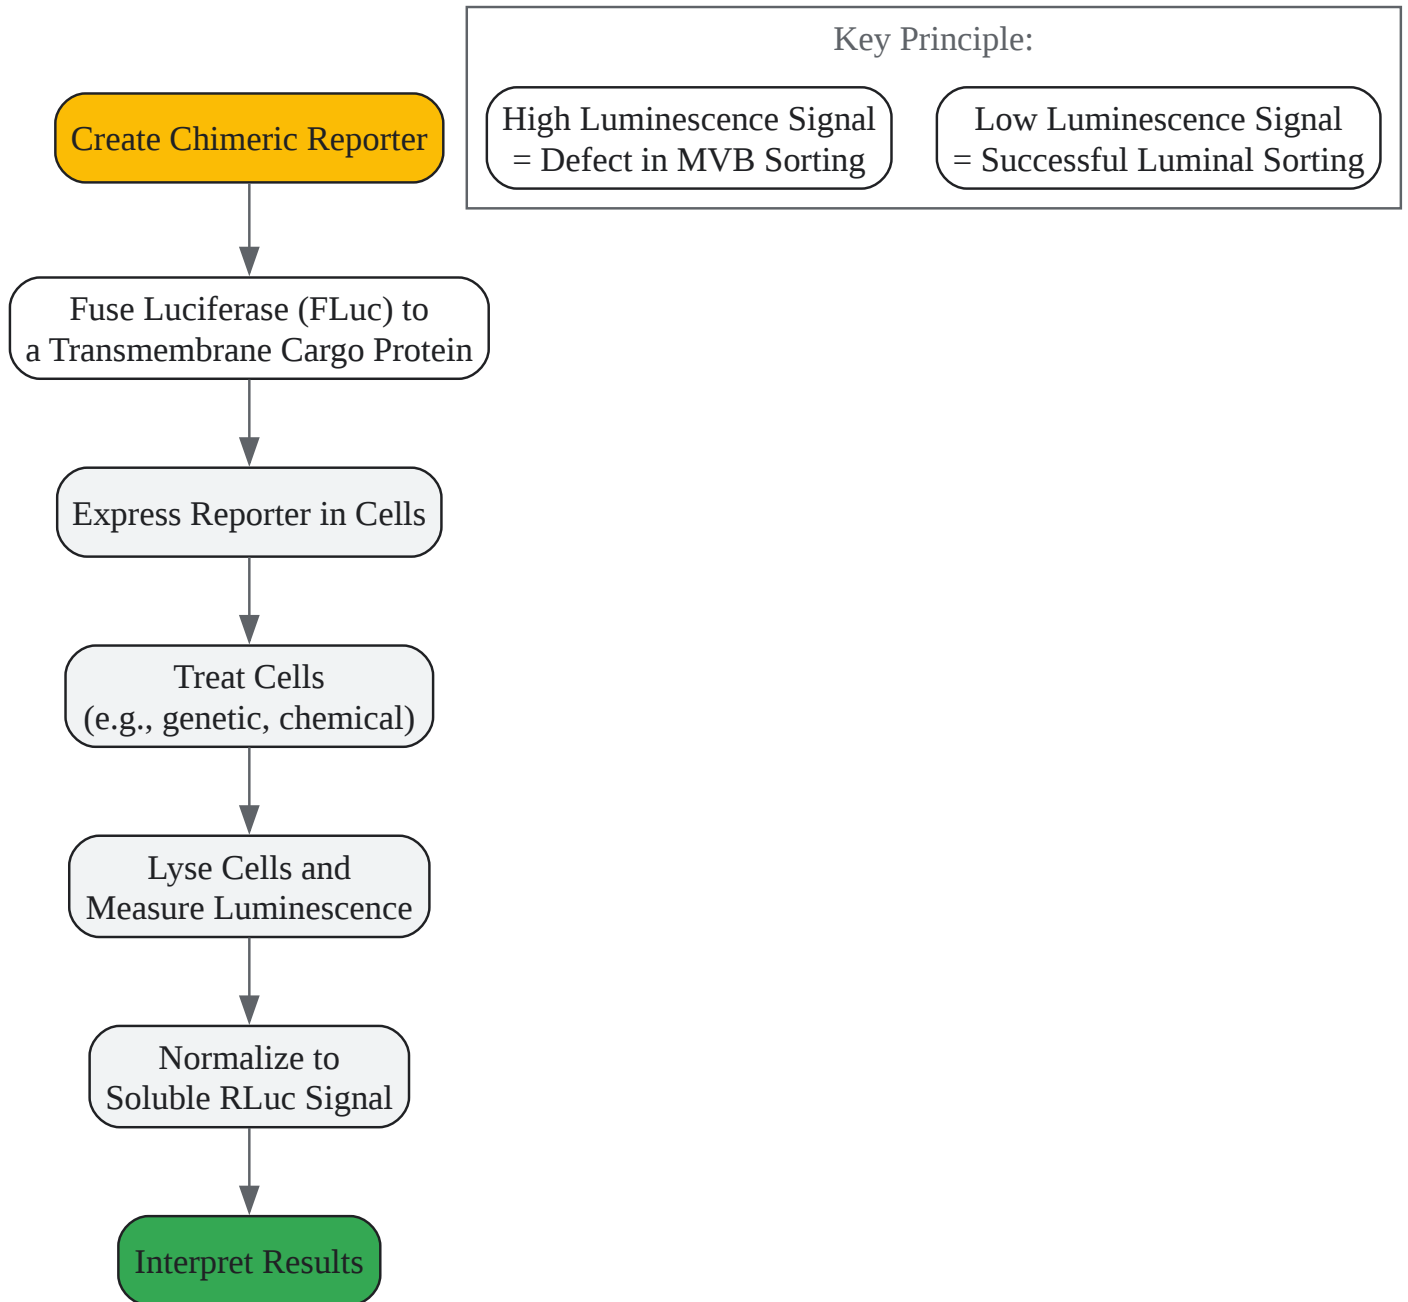 Key Principle:
High Luminescence Signal
= Defect in MVB Sorting
Low Luminescence Signal
= Successful Luminal Sorting
Create Chimeric Reporter
Fuse Luciferase (FLuc) to
a Transmembrane Cargo Protein
Express Reporter in Cells
Treat Cells
(e.g., genetic, chemical)
Lyse Cells and
Measure Luminescence
Normalize to
Soluble RLuc Signal
Interpret Results